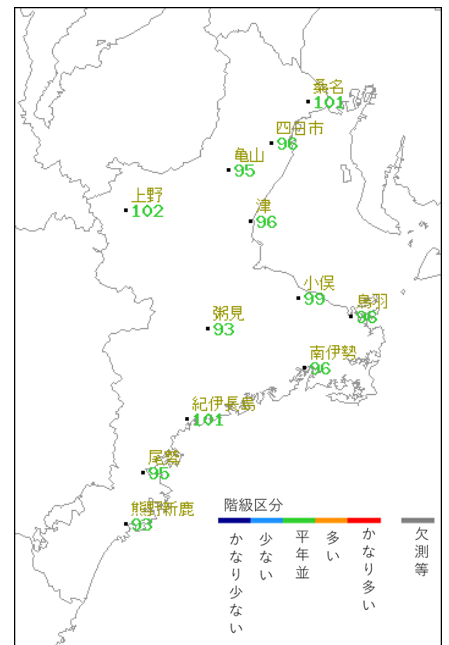 桑名
101
四日市
96
亀山
95
上野
102
津
96
小俣
99
鳥羽
96
粥見
93
南伊勢
96
紀伊長島
101
尾鷲
95
熊野新鹿
93
階級区分
かなり少ない
少ない
平年並
多い
かなり多い
欠測等